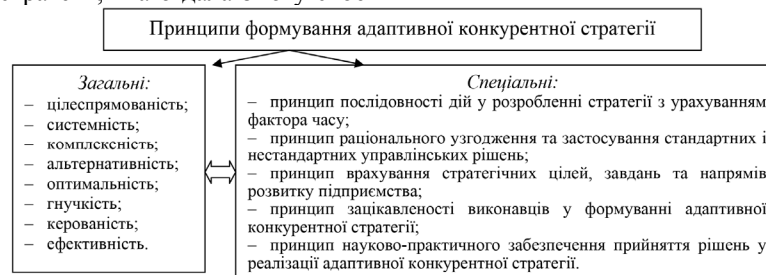 Принципи формування адаптивної конкурентної стратегії
Загальні:
– цілеспрямованість;
– системність;
– комплексність;
– альтернативність;
– оптимальність;
– гнучкість;
– керованість;
– ефективність.
Спеціальні:
– принцип послідовності дій у розробленні стратегії з урахуванням
фактора часу;
– принцип раціонального узгодження та застосування стандартних і
нестандартних управлінських рішень;
– принцип врахування стратегічних цілей, завдань та напрямів
розвитку підприємства;
– принцип зацікавленості виконавців у формуванні адаптивної
конкурентної стратегії;
– принцип науково-практичного забезпечення прийняття рішень у
реалізації адаптивної конкурентної стратегії.